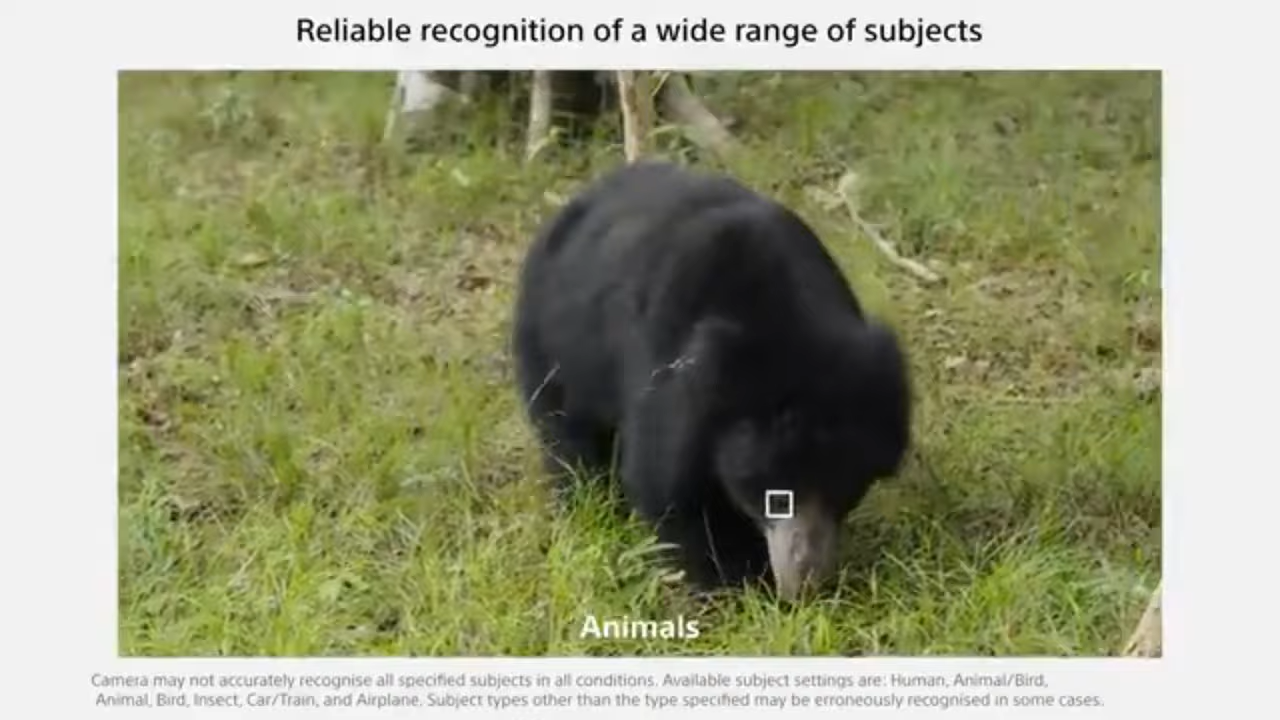 Reliable recognition of a wide range of subjects
Animals
Camera may not accurately recognise all specified subjects in all conditions. Available subject settings are: Human, Animal/Bird,
Animal, Bird, Insect, Car/Train, and Airplane. Subject types other than the type specified may be erroneously recognised in some cases.